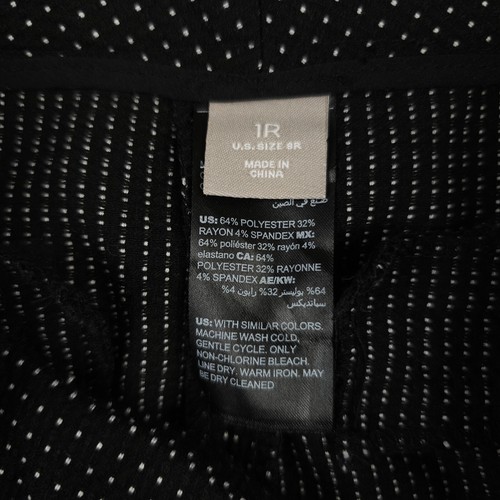 1R
U.S. SIZE 8R
MADE IN
CHINA
صنع في الصين
US: 64% POLYESTER 32%
RAYON 4% SPANDEX MX:
64% poliéster 32% rayón 4%
elastano CA: 64%
POLYESTER 32% RAYONNE
4% SPANDEX AE/KW:
64% بوليستر 32% رايون 4%
سباندیکس
US: WITH SIMILAR COLORS.
MACHINE WASH COLD,
GENTLE CYCLE. ONLY
NON-CHLORINE BLEACH.
LINE DRY. WARM IRON. MAY
BE DRY CLEANED